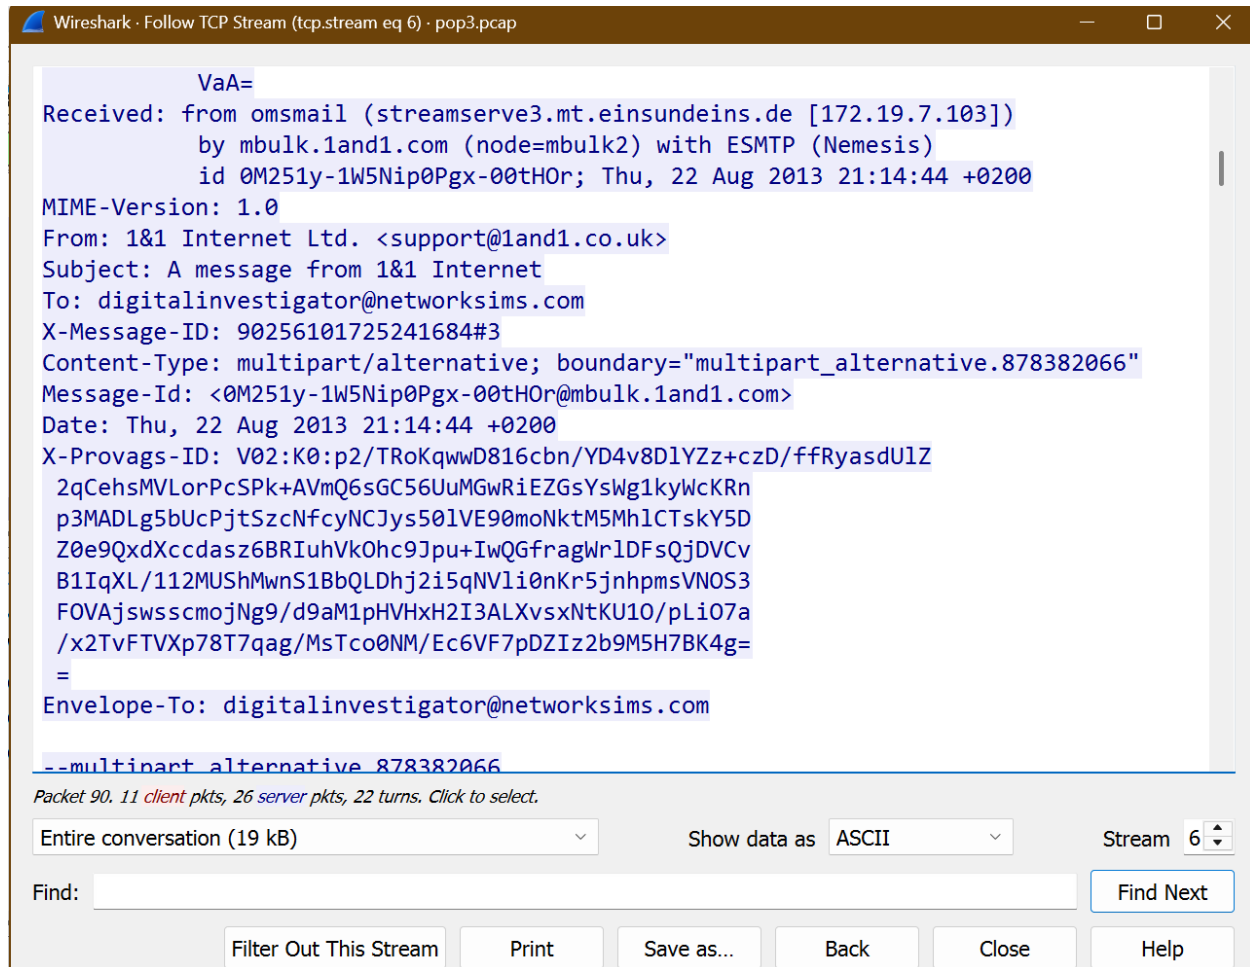 Wireshark · Follow TCP Stream (tcp.stream eq 6) · pop3.pcap
VaA=
Received: from omsmail (streamserve3.mt.einsundeins.de [172.19.7.103])
by mbulk.1and1.com (node=mbulk2) with ESMTP (Nemesis)
id 0M251y-1W5Nip0Pgx-00tHOr; Thu, 22 Aug 2013 21:14:44 +0200
MIME-Version: 1.0
From: 1&1 Internet Ltd. <support@1and1.co.uk>
Subject: A message from 1&1 Internet
To: digitalinvestigator@networksims.com
X-Message-ID: 90256101725241684#3
Content-Type: multipart/alternative; boundary="multipart_alternative.878382066"
Message-Id: <0M251y-1W5Nip0Pgx-00tHOr@mbulk.1and1.com>
Date: Thu, 22 Aug 2013 21:14:44 +0200
X-Provags-ID: V02:K0:p2/TRoKqwwD816cbn/YD4v8DlYZz+czD/ffRyasdUlZ
2qCehsMVLorPcSPk+AVmQ6sGC56UuMGwRiEZGsYsWg1kyWcKRn
p3MADLg5bUcPjtSzcNfcyNCJys50lVE90moNktM5MhlCTskY5D
Z0e9QxdXccdasz6BRIuhVkOhc9Jpu+IwQGfragWrlDFsQjDVCv
B1IqXL/112MUShMwnS1BbQLDhj2i5qNVli0nKr5jnhpmsVNOS3
FOVAjswsscmojNg9/d9aM1pHVHxH2I3ALXvsxNtKU1O/pLiO7a
/x2TvFTVXp78T7qag/MsTco0NM/Ec6VF7pDZIz2b9M5H7BK4g=
=
Envelope-To: digitalinvestigator@networksims.com
--multipart_alternative.878382066
Packet 90. 11 client pkts, 26 server pkts, 22 turns. Click to select.
Entire conversation (19 kB) Show data as ASCII Stream 6
Find: Find Next
Filter Out This Stream Print Save as... Back Close Help